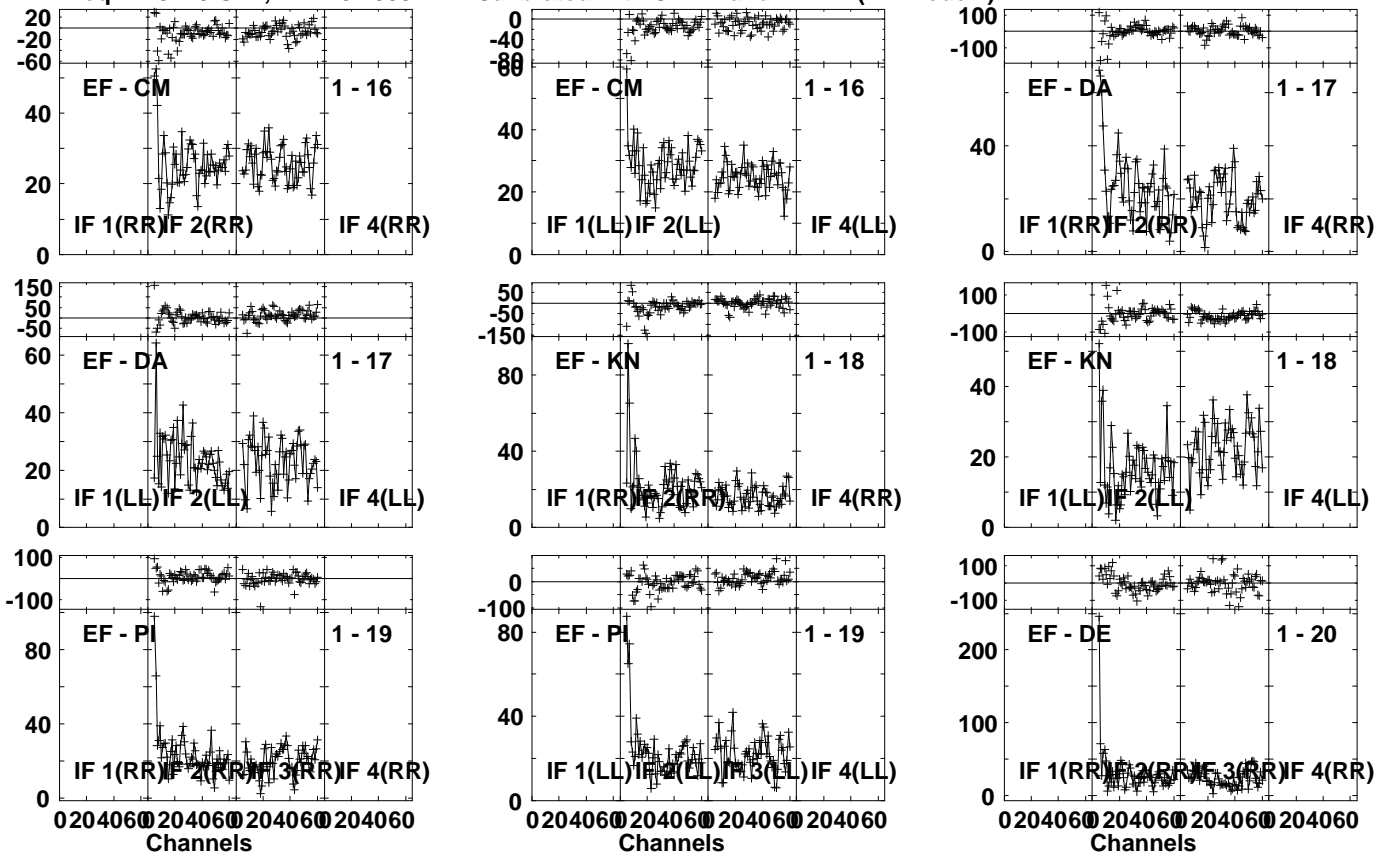 20
-20
-60
EF - CM
1 - 16
40
20
0
IF 1(RR)
IF 2(RR)
IF 4(RR)
0
-40
-80
60
EF - CM
1 - 16
40
20
0
IF 1(LL)
IF 2(LL)
IF 4(LL)
100
-100
EF - DA
1 - 17
40
0
IF 1(RR)
IF 2(RR)
IF 4(RR)
150
50
-50
60
EF - DA
1 - 17
40
20
0
IF 1(LL)
IF 2(LL)
IF 4(LL)
50
-50
-150
80
EF - KN
1 - 18
40
0
IF 1(RR)
IF 2(RR)
IF 4(RR)
100
-100
EF - KN
1 - 18
40
20
0
IF 1(LL)
IF 2(LL)
IF 4(LL)
100
-100
EF - PI
1 - 19
80
40
0
IF 1(RR)
IF 2(RR)
IF 3(RR)
IF 4(RR)
0 20 40 60 0 20 40 60 0 20 40 60 0 20 40 60
Channels
0
-100
EF - PI
1 - 19
80
40
0
IF 1(LL)
IF 2(LL)
IF 3(LL)
IF 4(LL)
0 20 40 60 0 20 40 60 0 20 40 60 0 20 40 60
Channels
100
-100
EF - DE
1 - 20
200
100
0
IF 1(RR)
IF 2(RR)
IF 3(RR)
IF 4(RR)
0 20 40 60 0 20 40 60 0 20 40 60 0 20 40 60
Channels